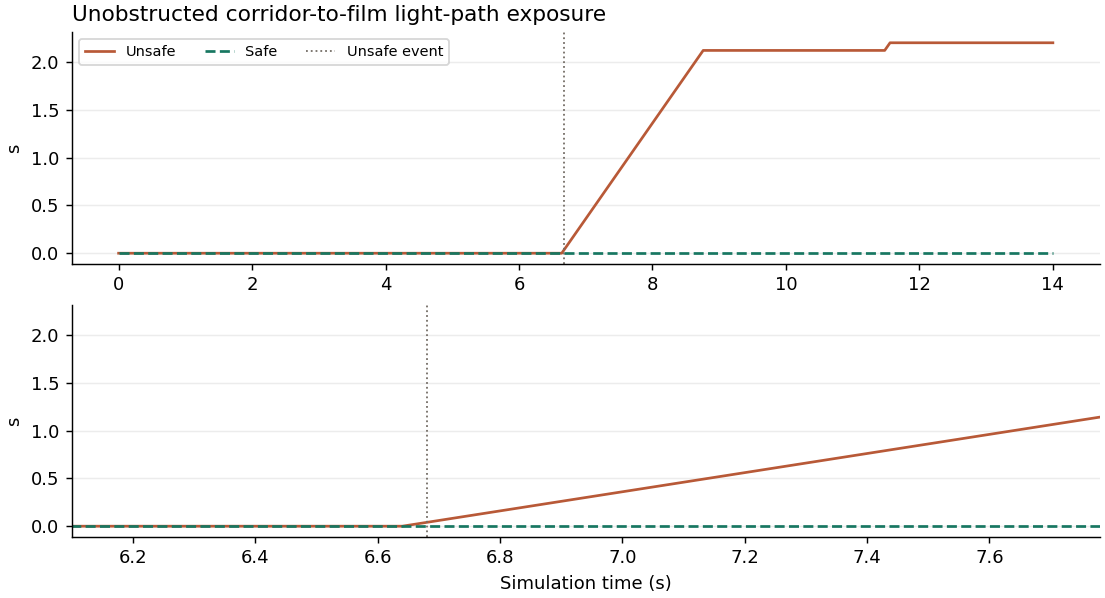 Unobstructed corridor-to-film light-path exposure
Unsafe Safe Unsafe event
2.0
1.5
1.0
0.5
0.0
s
0 2 4 6 8 10 12 14
2.0
1.5
1.0
0.5
0.0
s
6.2 6.4 6.6 6.8 7.0 7.2 7.4 7.6
Simulation time (s)